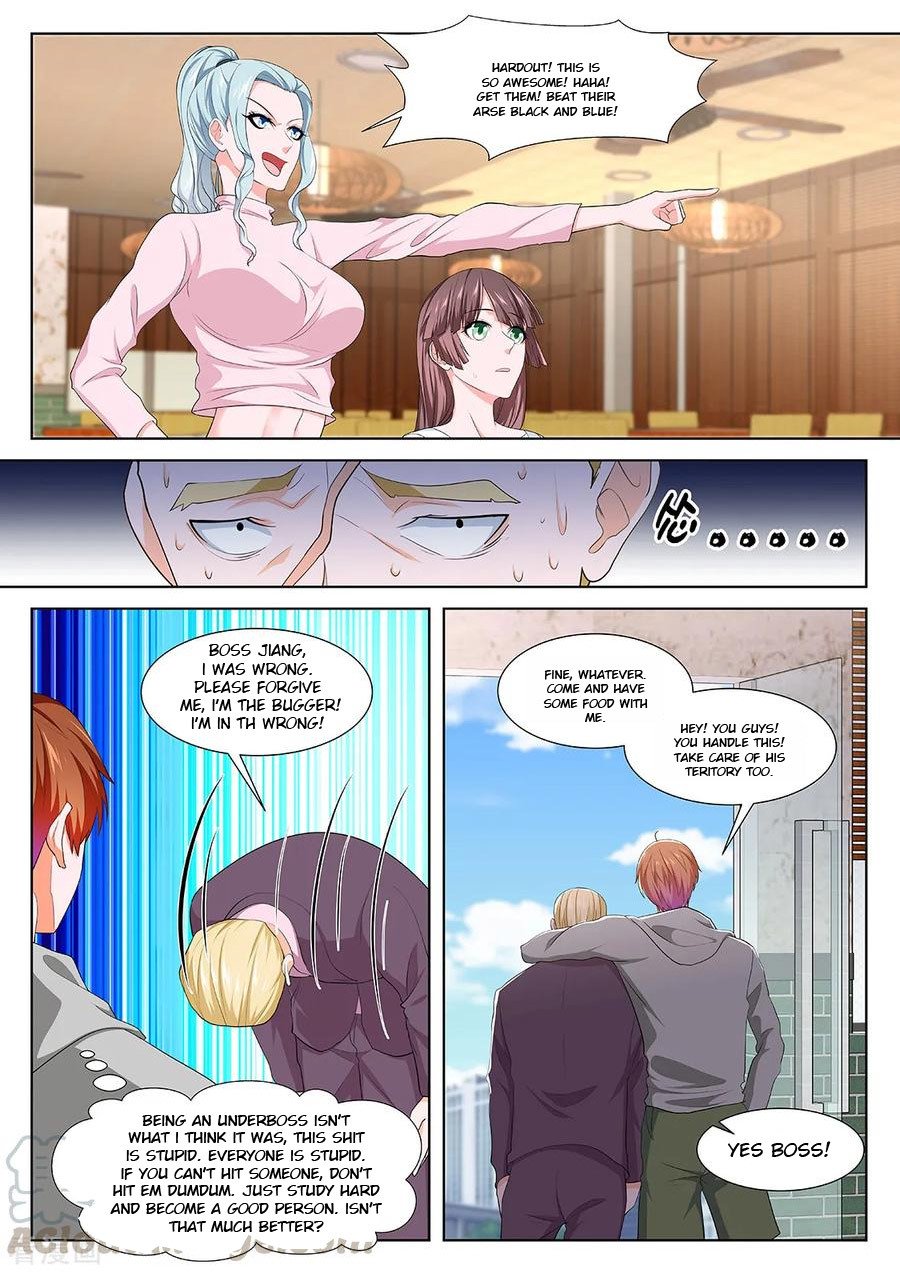 HARDOUT! THIS IS
SO AWESOME! HAHA!
GET THEM! BEAT THEIR
ARSE BLACK AND BLUE!
怂.....
BOSS JIANG,
I WAS WRONG.
PLEASE FORGIVE
ME, I'M THE BUGGER!
I'M IN TH WRONG!
FINE, WHATEVER.
COME AND HAVE
SOME FOOD WITH
ME.
HEY! YOU GUYS!
YOU HANDLE THIS!
TAKE CARE OF HIS
TERITORY TOO.
BEING AN UNDERBOSS ISN'T
WHAT I THINK IT WAS, THIS SHIT
IS STUPID. EVERYONE IS STUPID.
IF YOU CAN'T HIT SOMEONE, DON'T
HIT EM DUMDUM. JUST STUDY HARD
AND BECOME A GOOD PERSON. ISN'T
THAT MUCH BETTER?
YES BOSS!